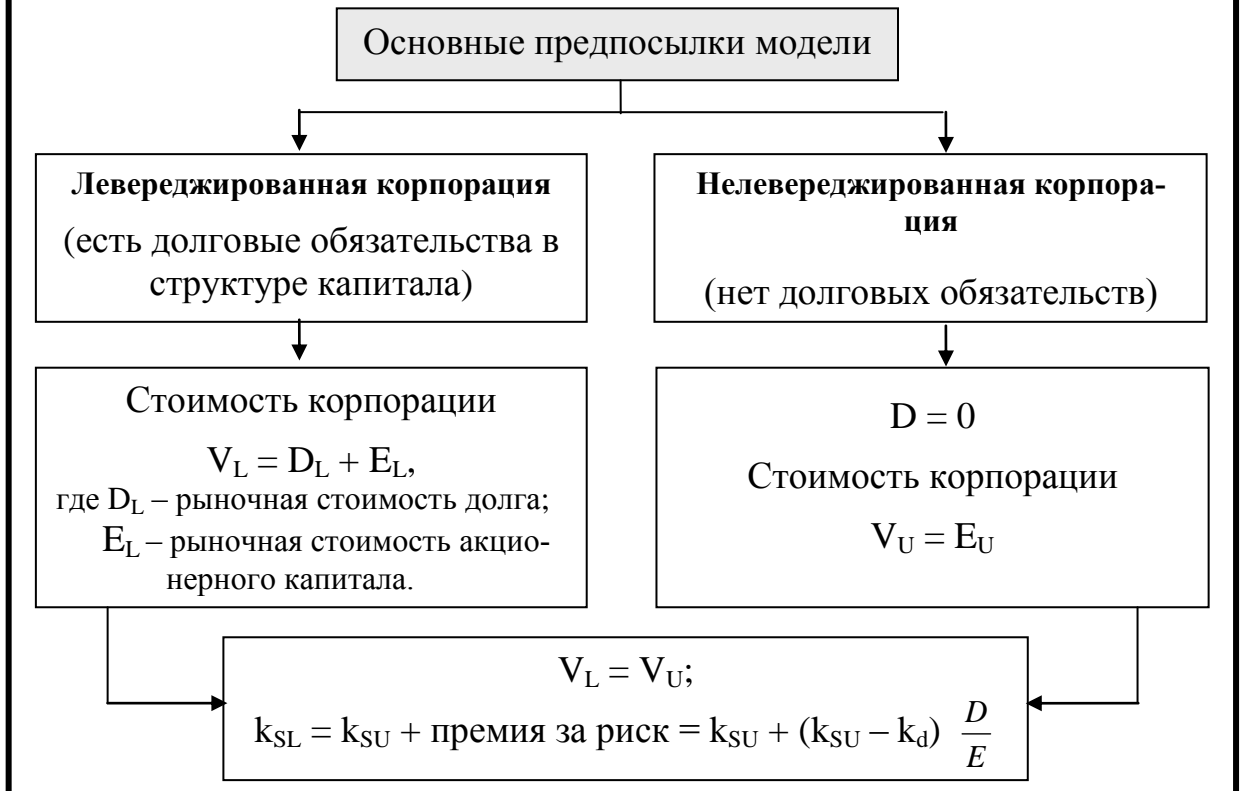 Основные предпосылки модели
Левереджированная корпорация
(есть долговые обязательства в
структуре капитала)
Нелевереджированная корпора-
ция
(нет долговых обязательств)
Стоимость корпорации
V_L = D_L + E_L,
где D_L – рыночная стоимость долга;
E_L – рыночная стоимость акцио-
нерного капитала.
D = 0
Стоимость корпорации
V_U = E_U
V_L = V_U;
k_SL = k_SU + премия за риск = k_SU + (k_SU – k_d) D/E